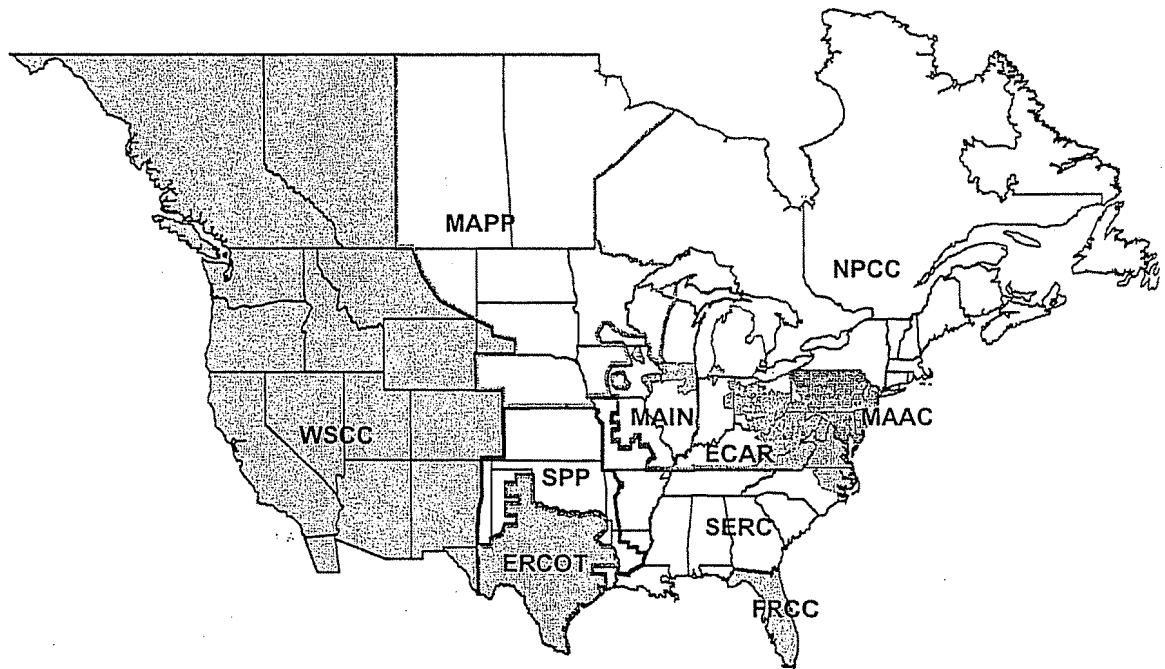 MAPP
NPCC
MAIN
MAAC
WSCC
ECAR
SPP
SERC
ERCOT
FRCC